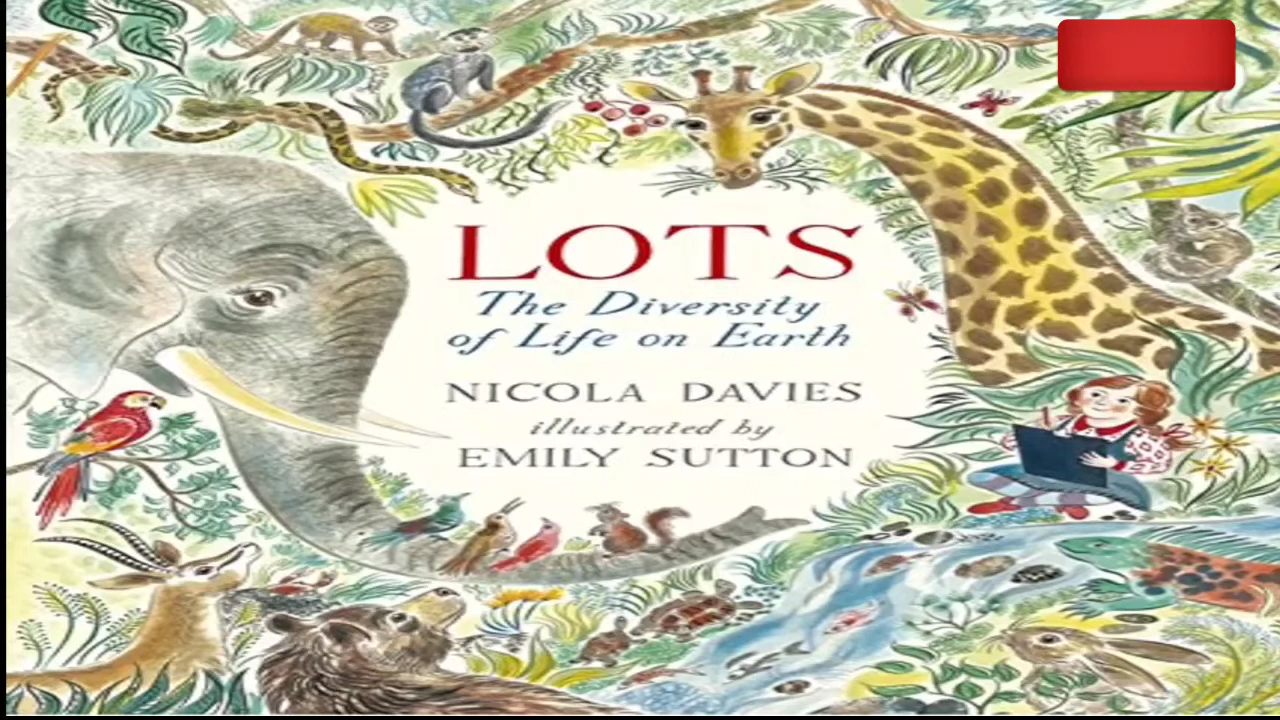 LOTS
The Diversity
of Life on Earth
NICOLA DAVIES
illustrated by
EMILY SUTTON